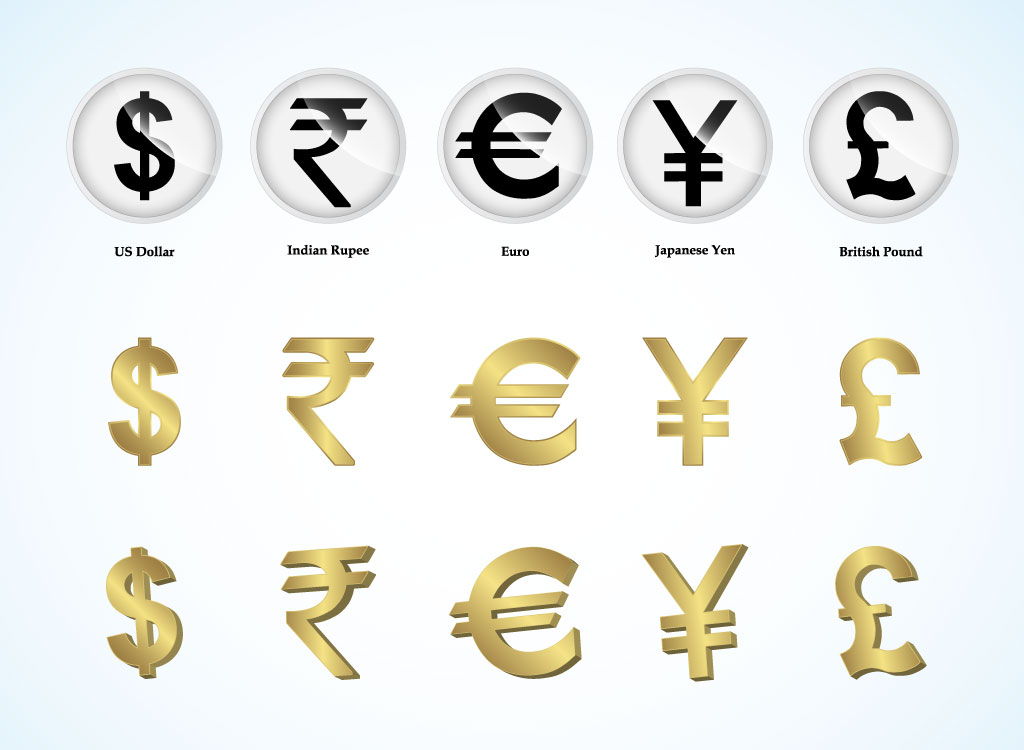 $ ₹ € ¥ £
US Dollar Indian Rupee Euro Japanese Yen British Pound
$ ₹ € ¥ £
$ ₹ € ¥ £